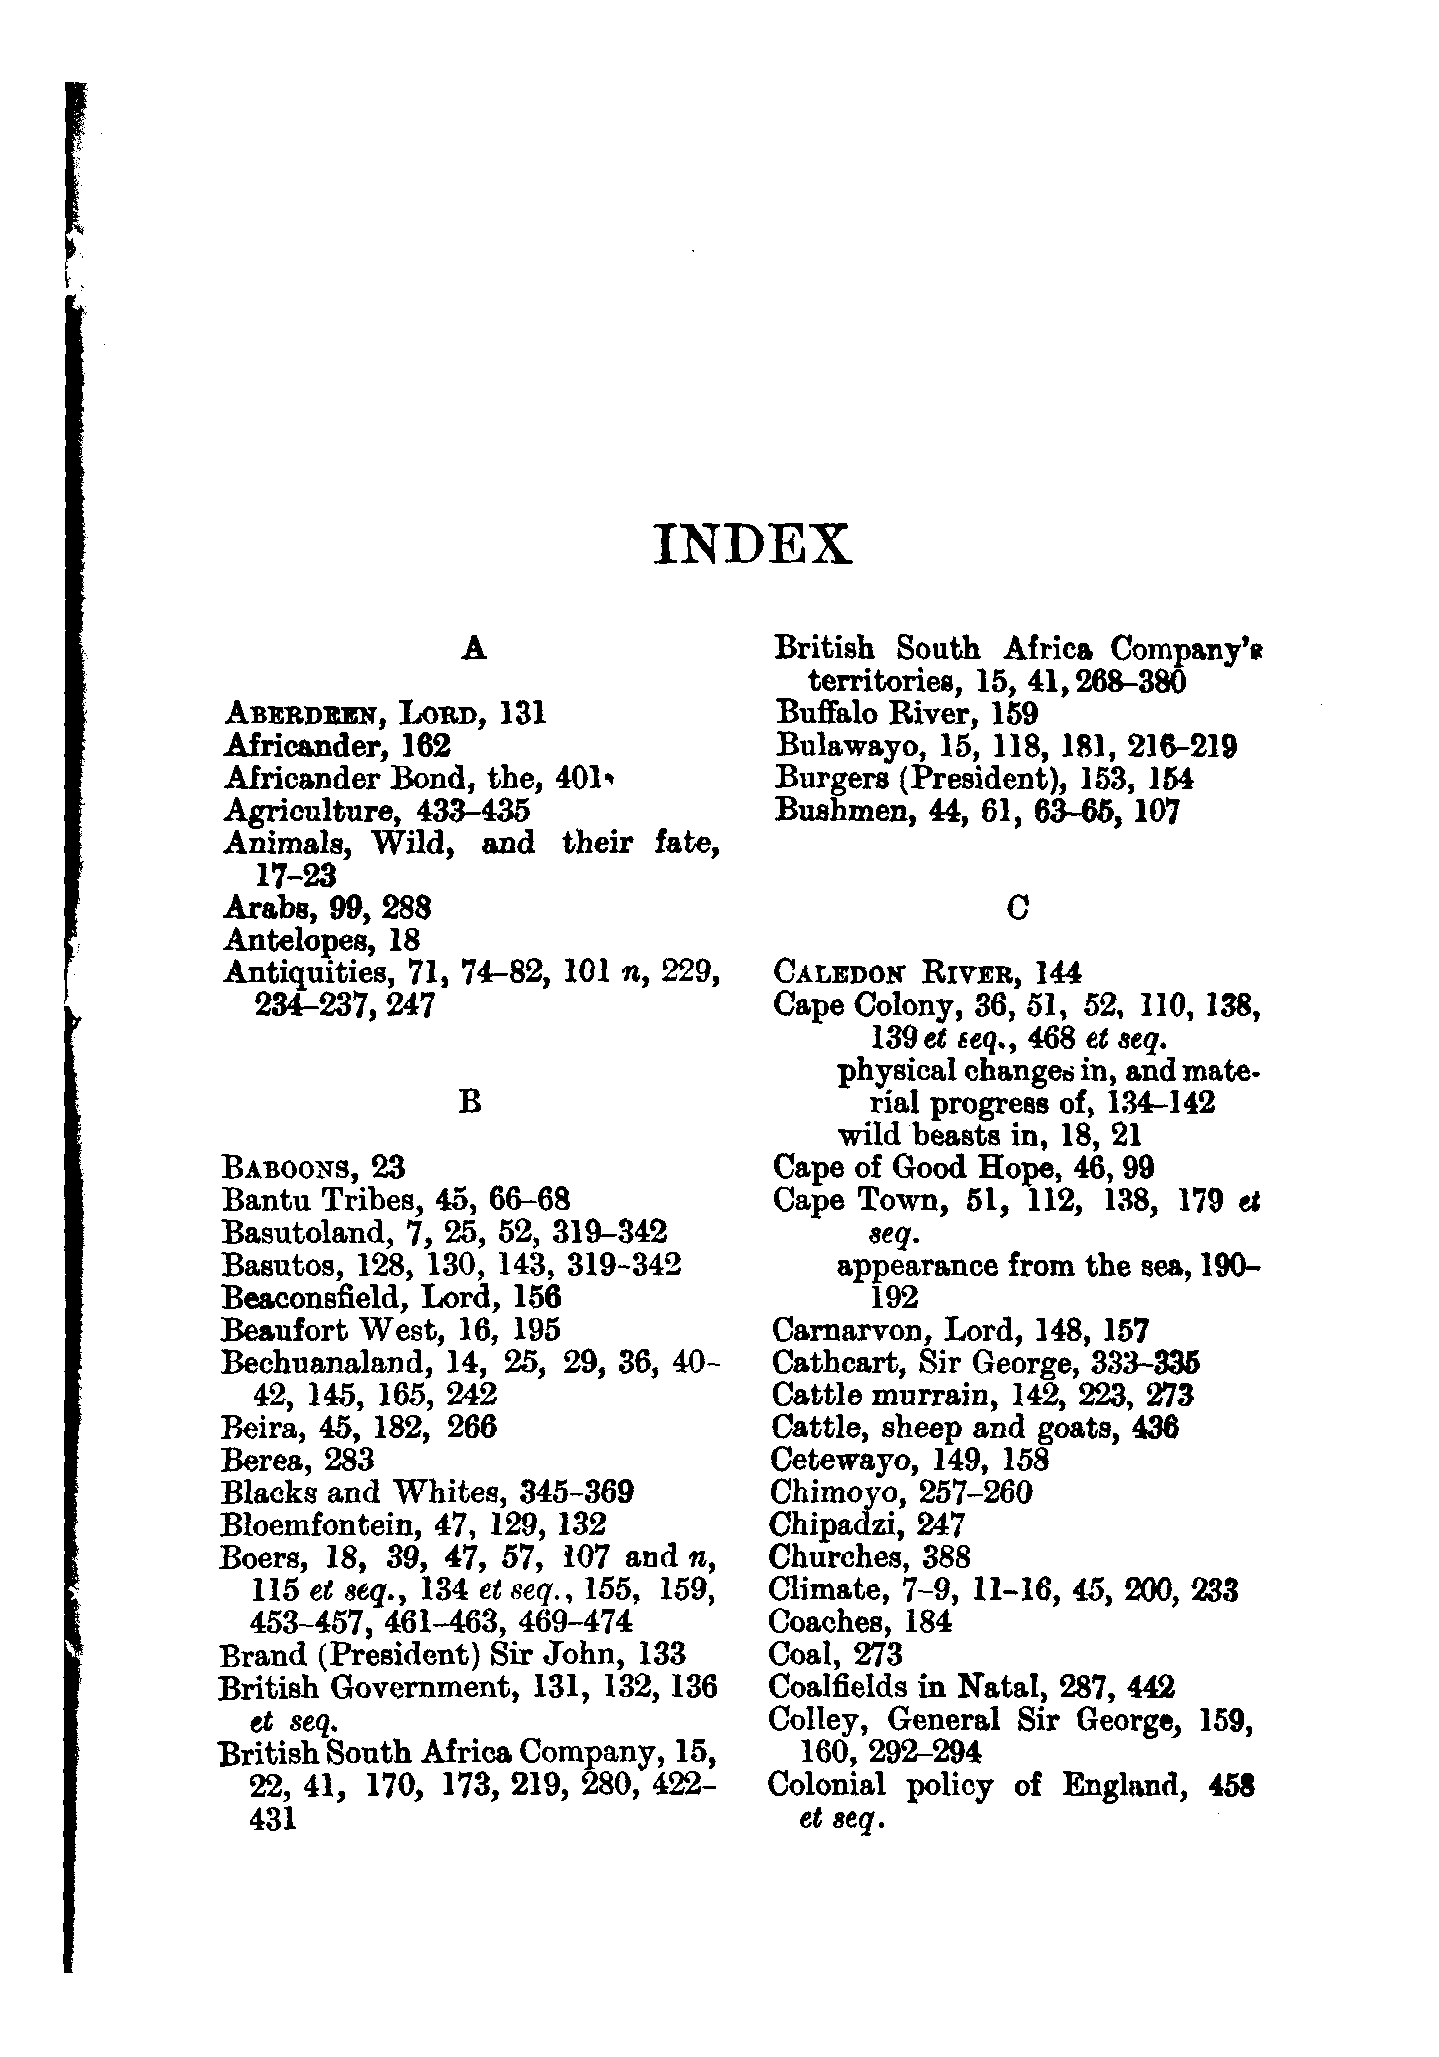 INDEX
A
ABERDEEN, LORD, 131
Africander, 162
Africander Bond, the, 401
Agriculture, 433–435
Animals, Wild, and their fate,
17–23
Arabs, 99, 288
Antelopes, 18
Antiquities, 71, 74–82, 101 n, 229,
234–237, 247
B
BABOONS, 23
Bantu Tribes, 45, 66–68
Basutoland, 7, 25, 52, 319–342
Basutos, 128, 130, 143, 319–342
Beaconsfield, Lord, 156
Beaufort West, 16, 195
Bechuanaland, 14, 25, 29, 36, 40–
42, 145, 165, 242
Beira, 45, 182, 266
Berea, 283
Blacks and Whites, 345–369
Bloemfontein, 47, 129, 132
Boers, 18, 39, 47, 57, 107 and n,
115 et seq., 134 et seq., 155, 159,
453–457, 461–463, 469–474
Brand (President) Sir John, 133
British Government, 131, 132, 136
et seq.
British South Africa Company, 15,
22, 41, 170, 173, 219, 280, 422–
431
British South Africa Company's
territories, 15, 41, 268–380
Buffalo River, 159
Bulawayo, 15, 118, 181, 216–219
Burgers (President), 153, 154
Bushmen, 44, 61, 63–65, 107
C
CALEDON RIVER, 144
Cape Colony, 36, 51, 52, 110, 138,
139 et seq., 468 et seq.
physical changes in, and mate-
rial progress of, 134–142
wild beasts in, 18, 21
Cape of Good Hope, 46, 99
Cape Town, 51, 112, 138, 179 et
seq.
appearance from the sea, 190–
192
Carnarvon, Lord, 148, 157
Cathcart, Sir George, 333–335
Cattle murrain, 142, 223, 273
Cattle, sheep and goats, 436
Cetewayo, 149, 158
Chimoyo, 257–260
Chipadzi, 247
Churches, 388
Climate, 7–9, 11–16, 45, 200, 233
Coaches, 184
Coal, 273
Coalfields in Natal, 287, 442
Colley, General Sir George, 159,
160, 292–294
Colonial policy of England, 458
et seq.